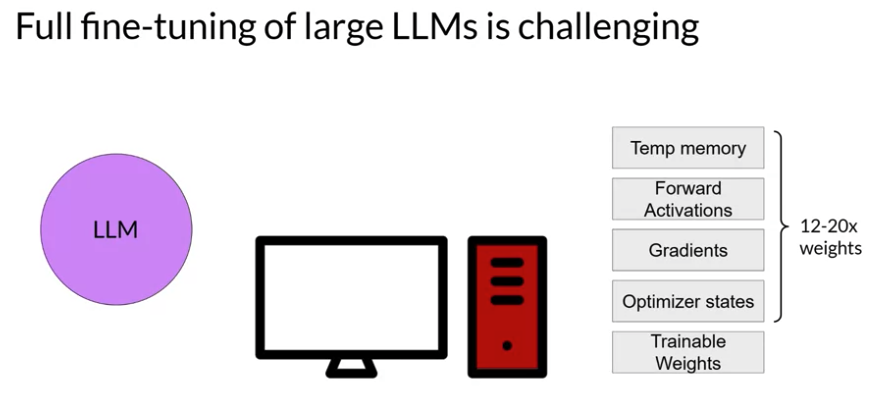 Full fine-tuning of large LLMs is challenging
LLM
Temp memory
Forward
Activations
Gradients
Optimizer states
Trainable
Weights
12-20x
weights